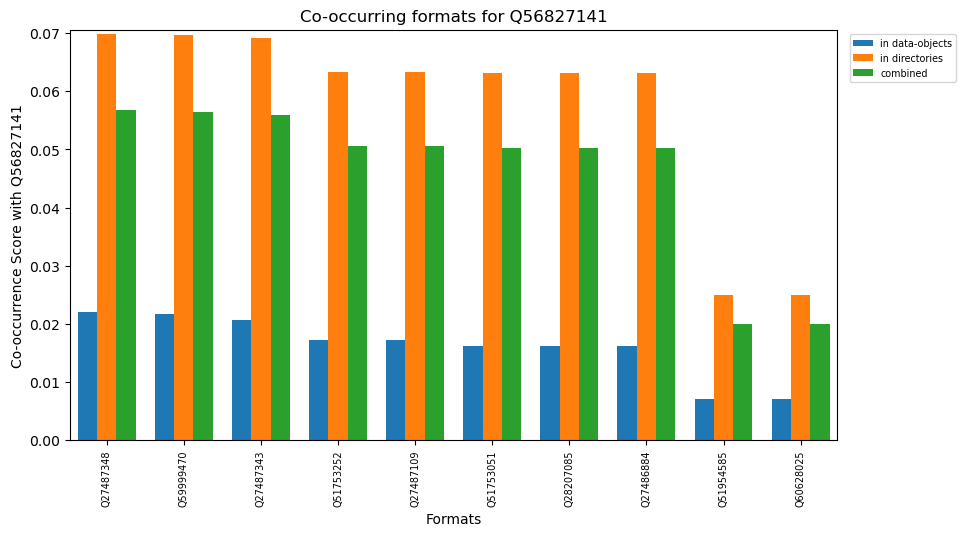 Co-occurring formats for Q56827141
Co-occurrence Score with Q56827141
0.07
0.06
0.05
0.04
0.03
0.02
0.01
0.00
Q27487348
Q59999470
Q27487343
Q51753252
Q27487109
Q51753051
Q28207085
Q27486884
Q51954585
Q60628025
Formats
in data-objects
in directories
combined